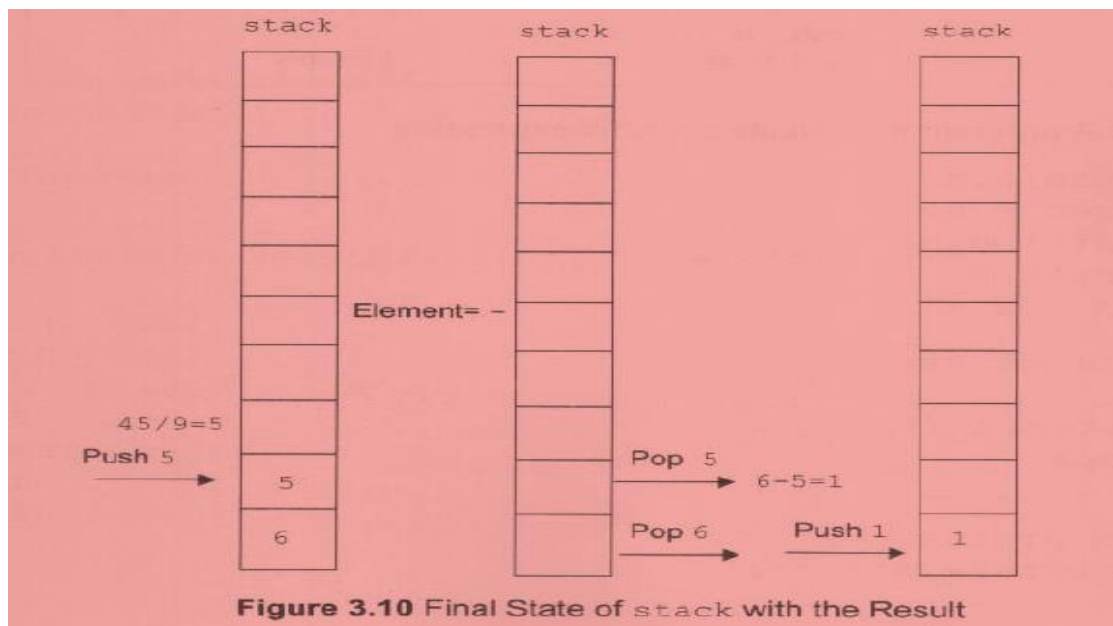 stack
stack
stack
Element= -
45/9=5
Push 5
5
6
Pop 5
6-5=1
Pop 6
Push 1
1
Figure 3.10 Final State of stack with the Result